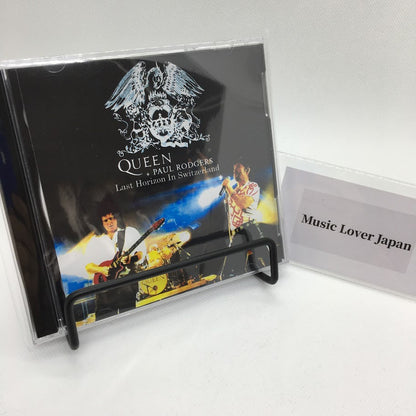 QUEEN
+ PAUL RODGERS
Last Horizon In Switzerland
Music Lover Japan